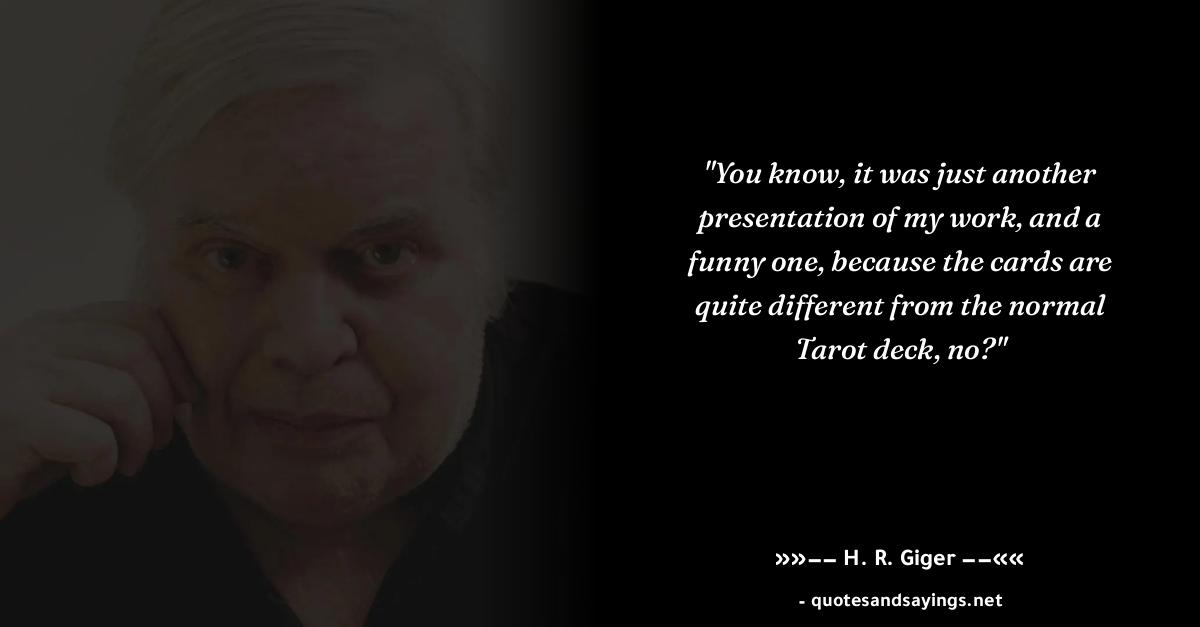 "You know, it was just another
presentation of my work, and a
funny one, because the cards are
quite different from the normal
Tarot deck, no?"
»»−− H. R. Giger −−««
- quotesandsayings.net